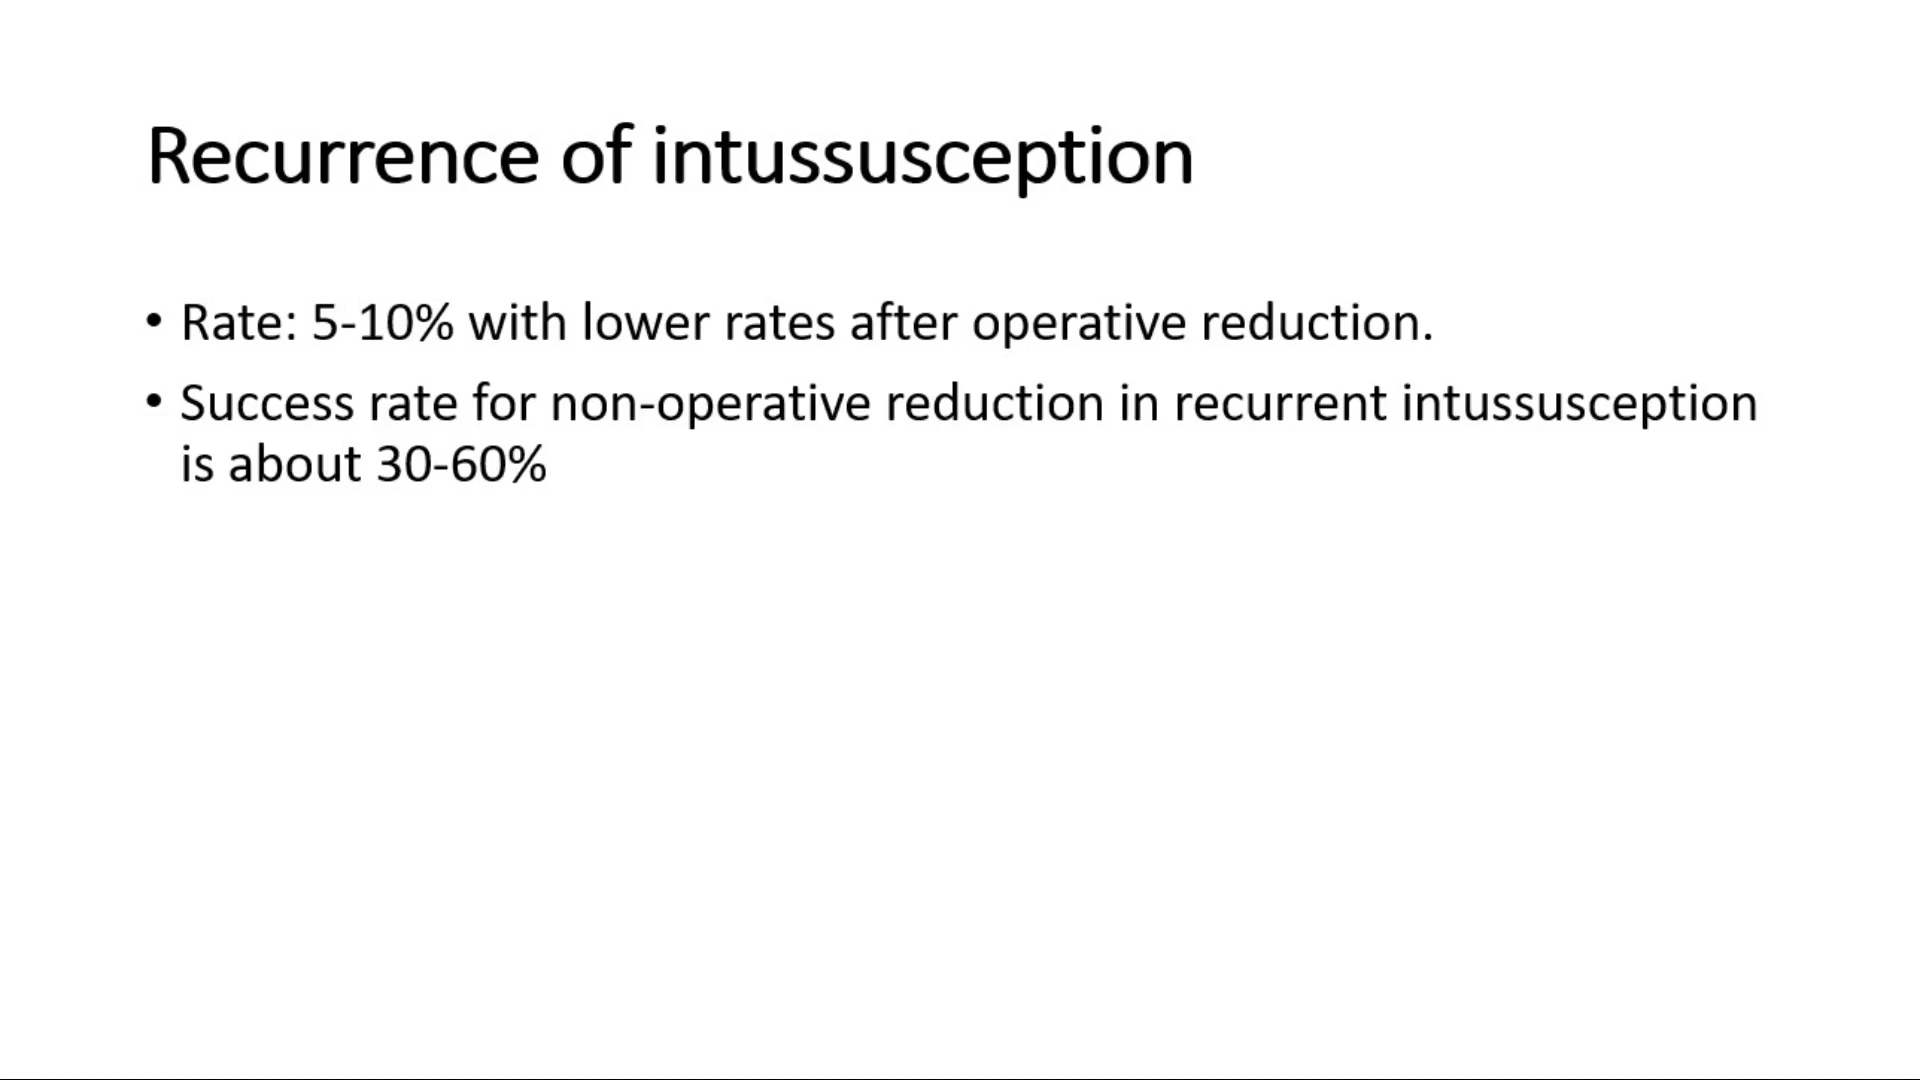 Recurrence of intussusception
• Rate: 5-10% with lower rates after operative reduction.
• Success rate for non-operative reduction in recurrent intussusception
is about 30-60%